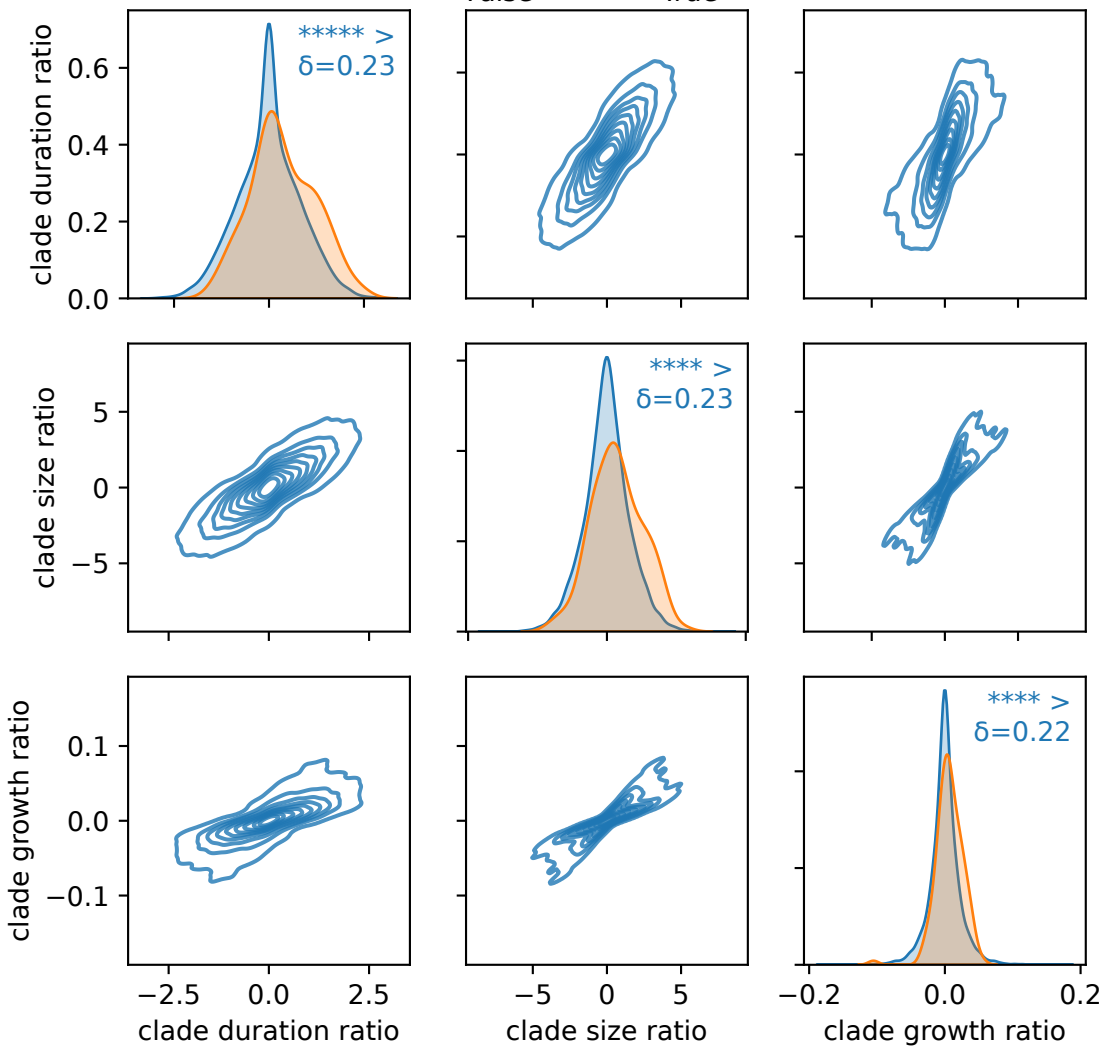 clade duration ratio
0.6
0.4
0.2
0.0
***** >
δ=0.23
clade size ratio
5
0
−5
**** >
δ=0.23
clade growth ratio
0.1
0.0
−0.1
**** >
δ=0.22
−2.5 0.0 2.5
−5 0 5
−0.2 0.0 0.2
clade duration ratio
clade size ratio
clade growth ratio